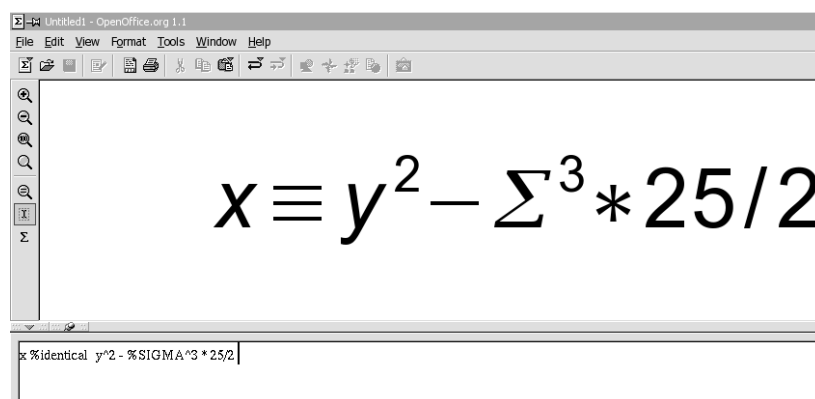 Untitled1 - OpenOffice.org 1.1
File Edit View Format Tools Window Help
x ≡ y² − Σ³ * 25/2
x %identical y^2 - %SIGMA^3 * 25/2